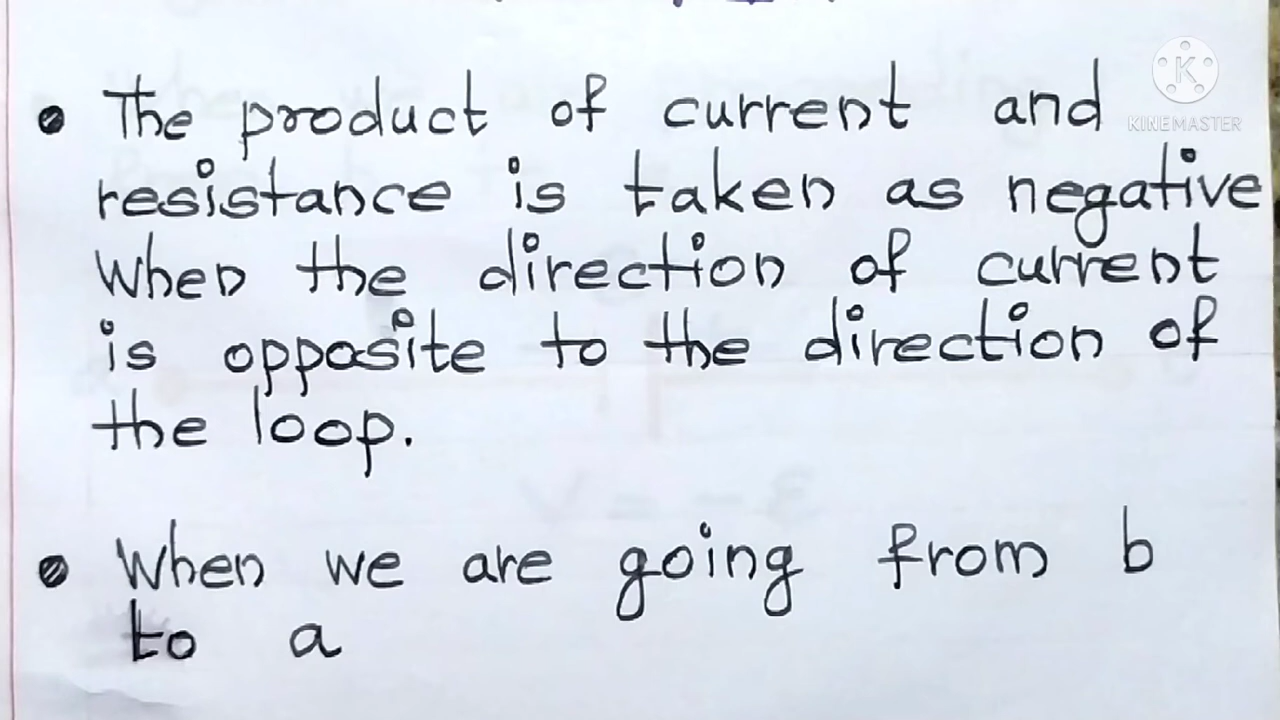 • The product of current and
resistance is taken as negative
when the direction of current
is opposite to the direction of
the loop.
• When we are going from b
to a
KINEMASTER